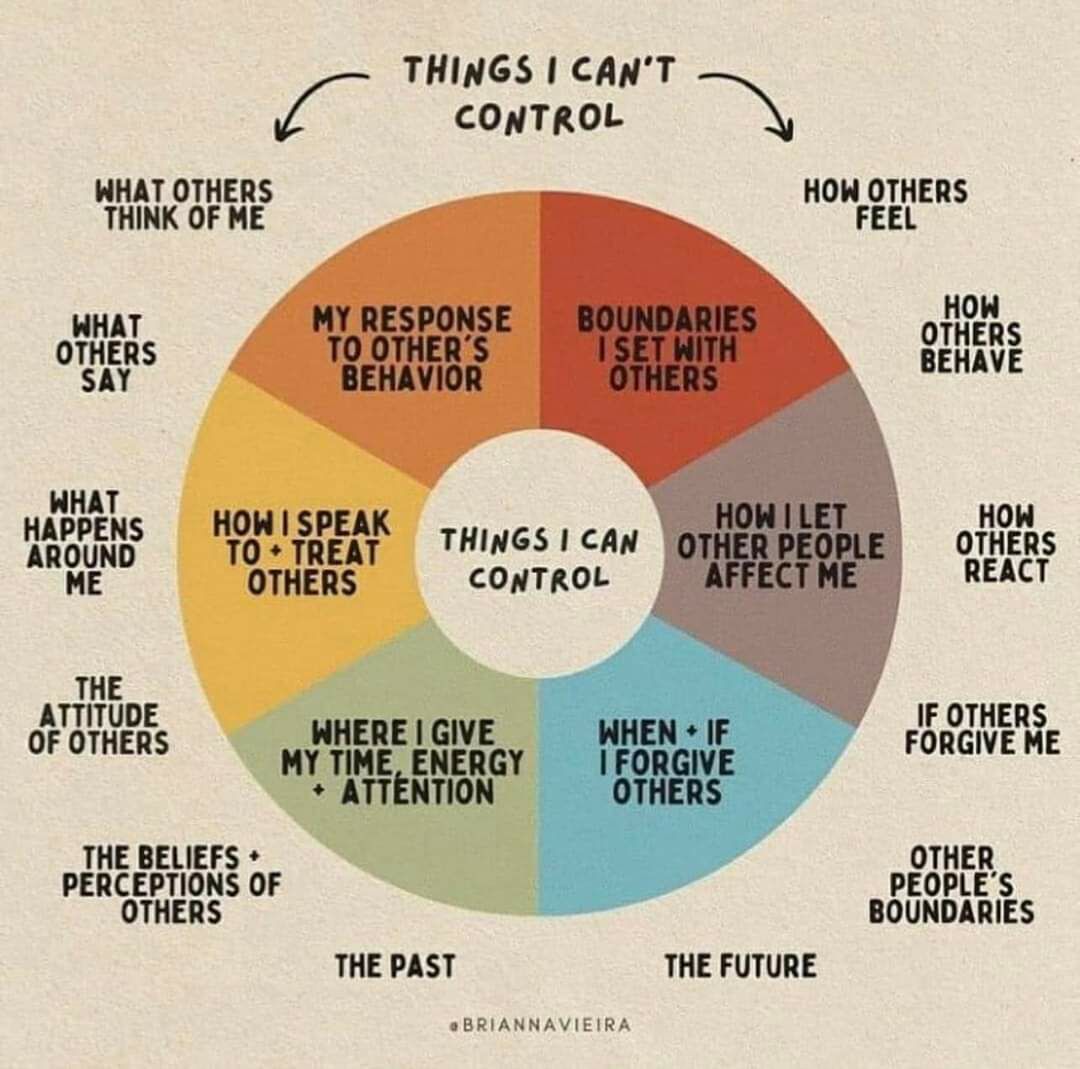 THINGS I CAN'T
CONTROL
WHAT OTHERS
THINK OF ME
HOW OTHERS
FEEL
WHAT
OTHERS
SAY
HOW
OTHERS
BEHAVE
MY RESPONSE
TO OTHER'S
BEHAVIOR
BOUNDARIES
I SET WITH
OTHERS
WHAT
HAPPENS
AROUND
ME
HOW I SPEAK
TO + TREAT
OTHERS
THINGS I CAN
CONTROL
HOW I LET
OTHER PEOPLE
AFFECT ME
HOW
OTHERS
REACT
THE
ATTITUDE
OF OTHERS
WHERE I GIVE
MY TIME, ENERGY
+ ATTENTION
WHEN + IF
I FORGIVE
OTHERS
IF OTHERS
FORGIVE ME
THE BELIEFS +
PERCEPTIONS OF
OTHERS
OTHER
PEOPLE'S
BOUNDARIES
THE PAST
THE FUTURE
@BRIANNAVIEIRA